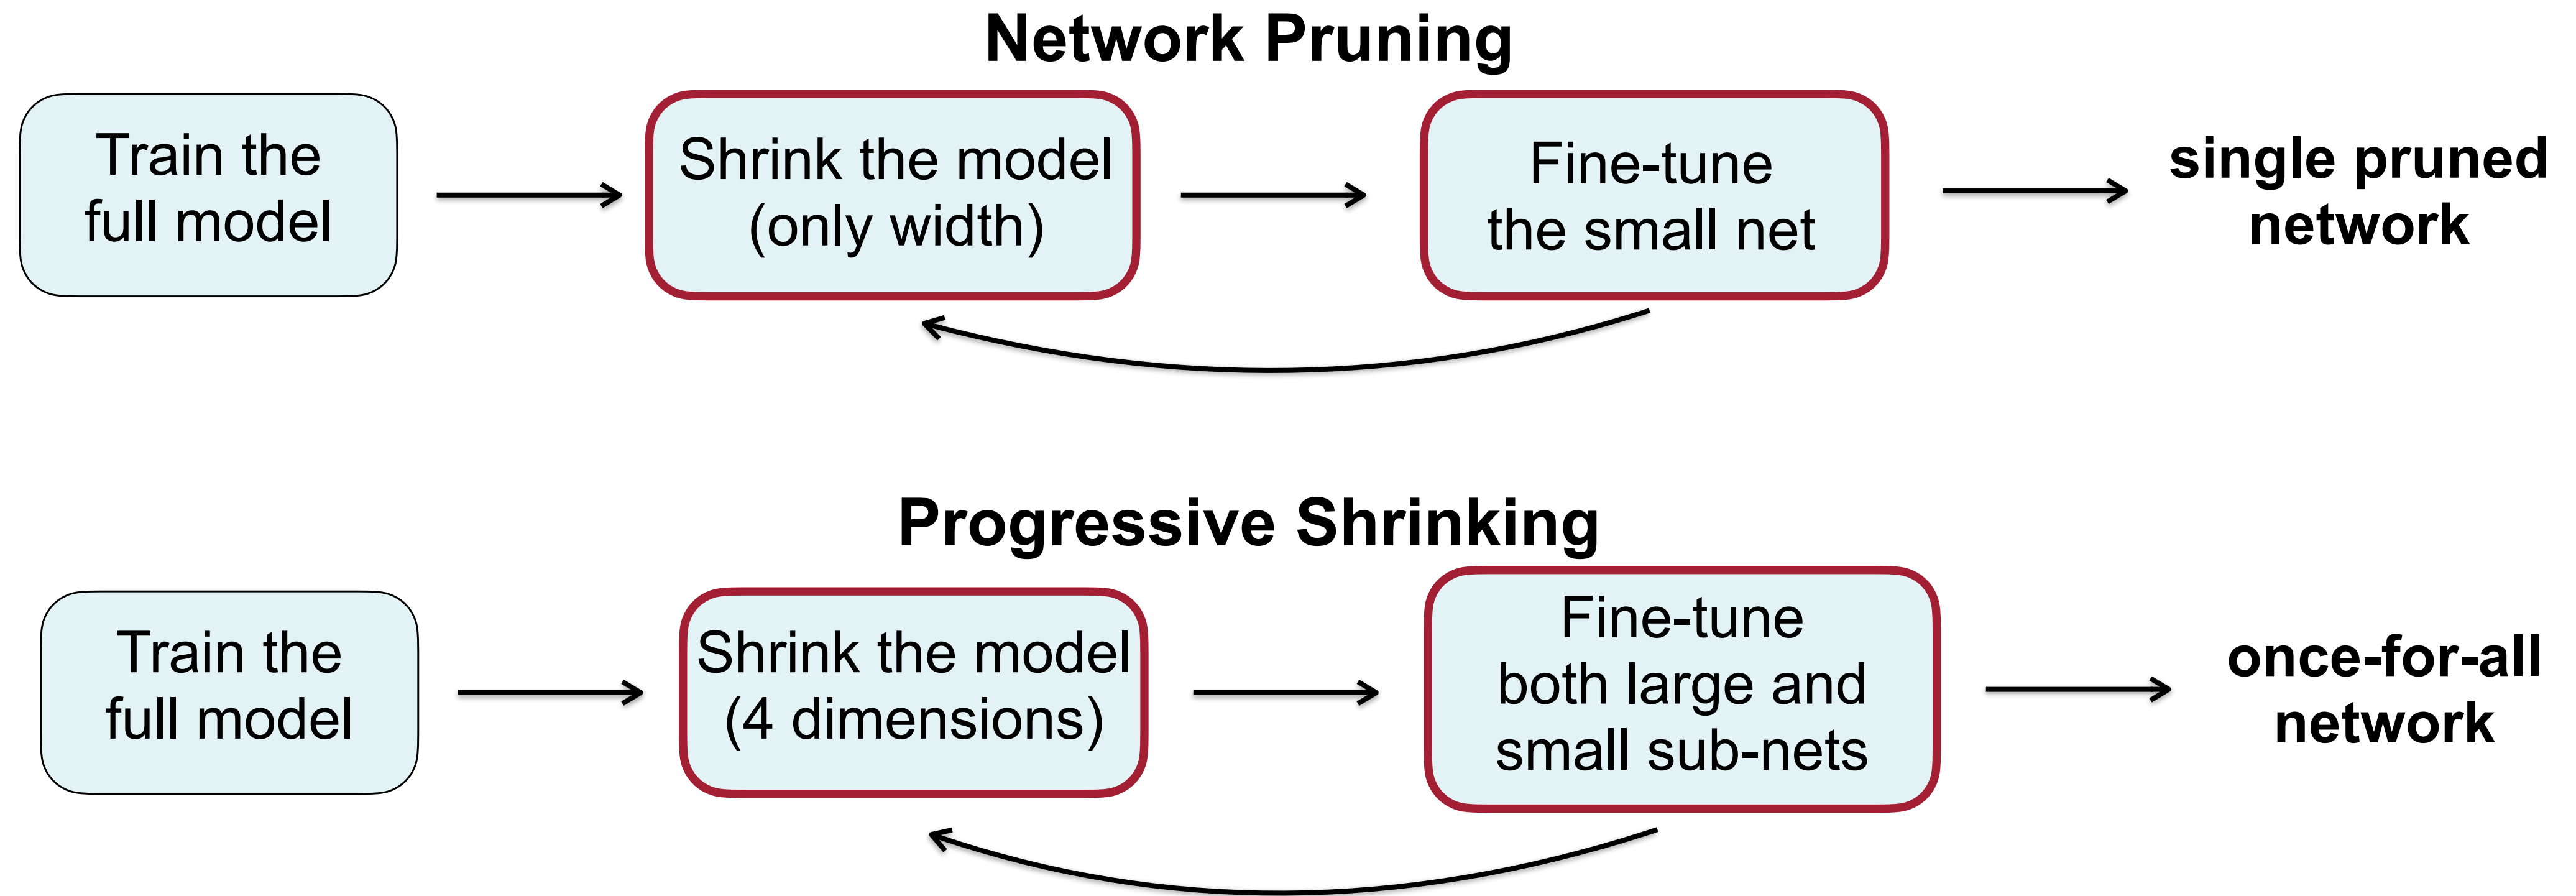 Network Pruning
Train the
full model
Shrink the model
(only width)
Fine-tune
the small net
single pruned
network
Progressive Shrinking
Train the
full model
Shrink the model
(4 dimensions)
Fine-tune
both large and
small sub-nets
once-for-all
network